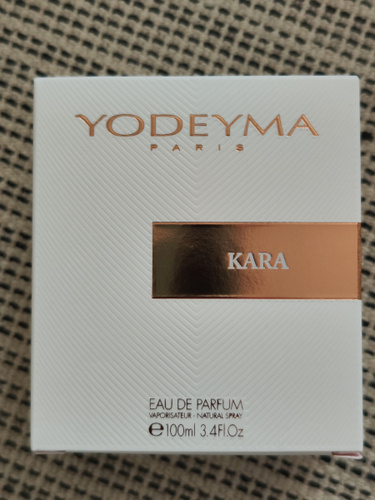 YODEYMA
PARIS
KARA
EAU DE PARFUM
VAPORISATEUR - NATURAL SPRAY
℮100ml 3.4Fl.Oz